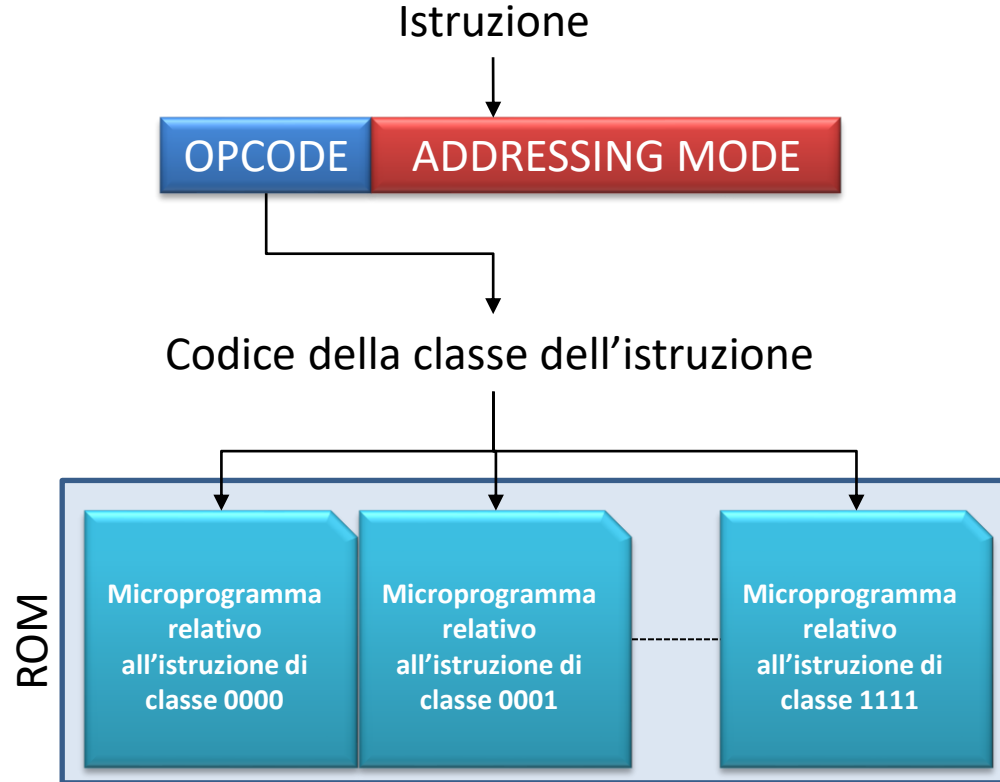 Istruzione
OPCODE
ADDRESSING MODE
Codice della classe dell’istruzione
ROM
Microprogramma
relativo
all’istruzione di
classe 0000
Microprogramma
relativo
all’istruzione di
classe 0001
Microprogramma
relativo
all’istruzione di
classe 1111